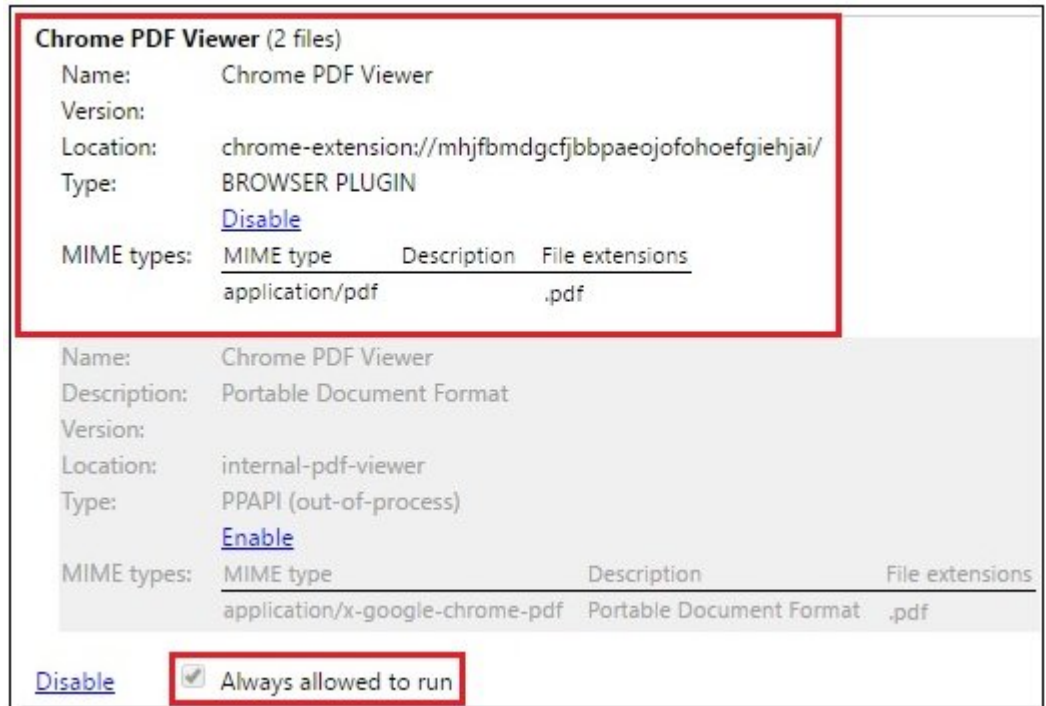 Chrome PDF Viewer (2 files)
Name: Chrome PDF Viewer
Version:
Location: chrome-extension://mhjfbmdgcfjbbpaeojofohoefgiehjai/
Type: BROWSER PLUGIN
Disable
MIME types: MIME type Description File extensions
application/pdf .pdf
Name: Chrome PDF Viewer
Description: Portable Document Format
Version:
Location: internal-pdf-viewer
Type: PPAPI (out-of-process)
Enable
MIME types: MIME type Description File extensions
application/x-google-chrome-pdf Portable Document Format .pdf
Disable Always allowed to run